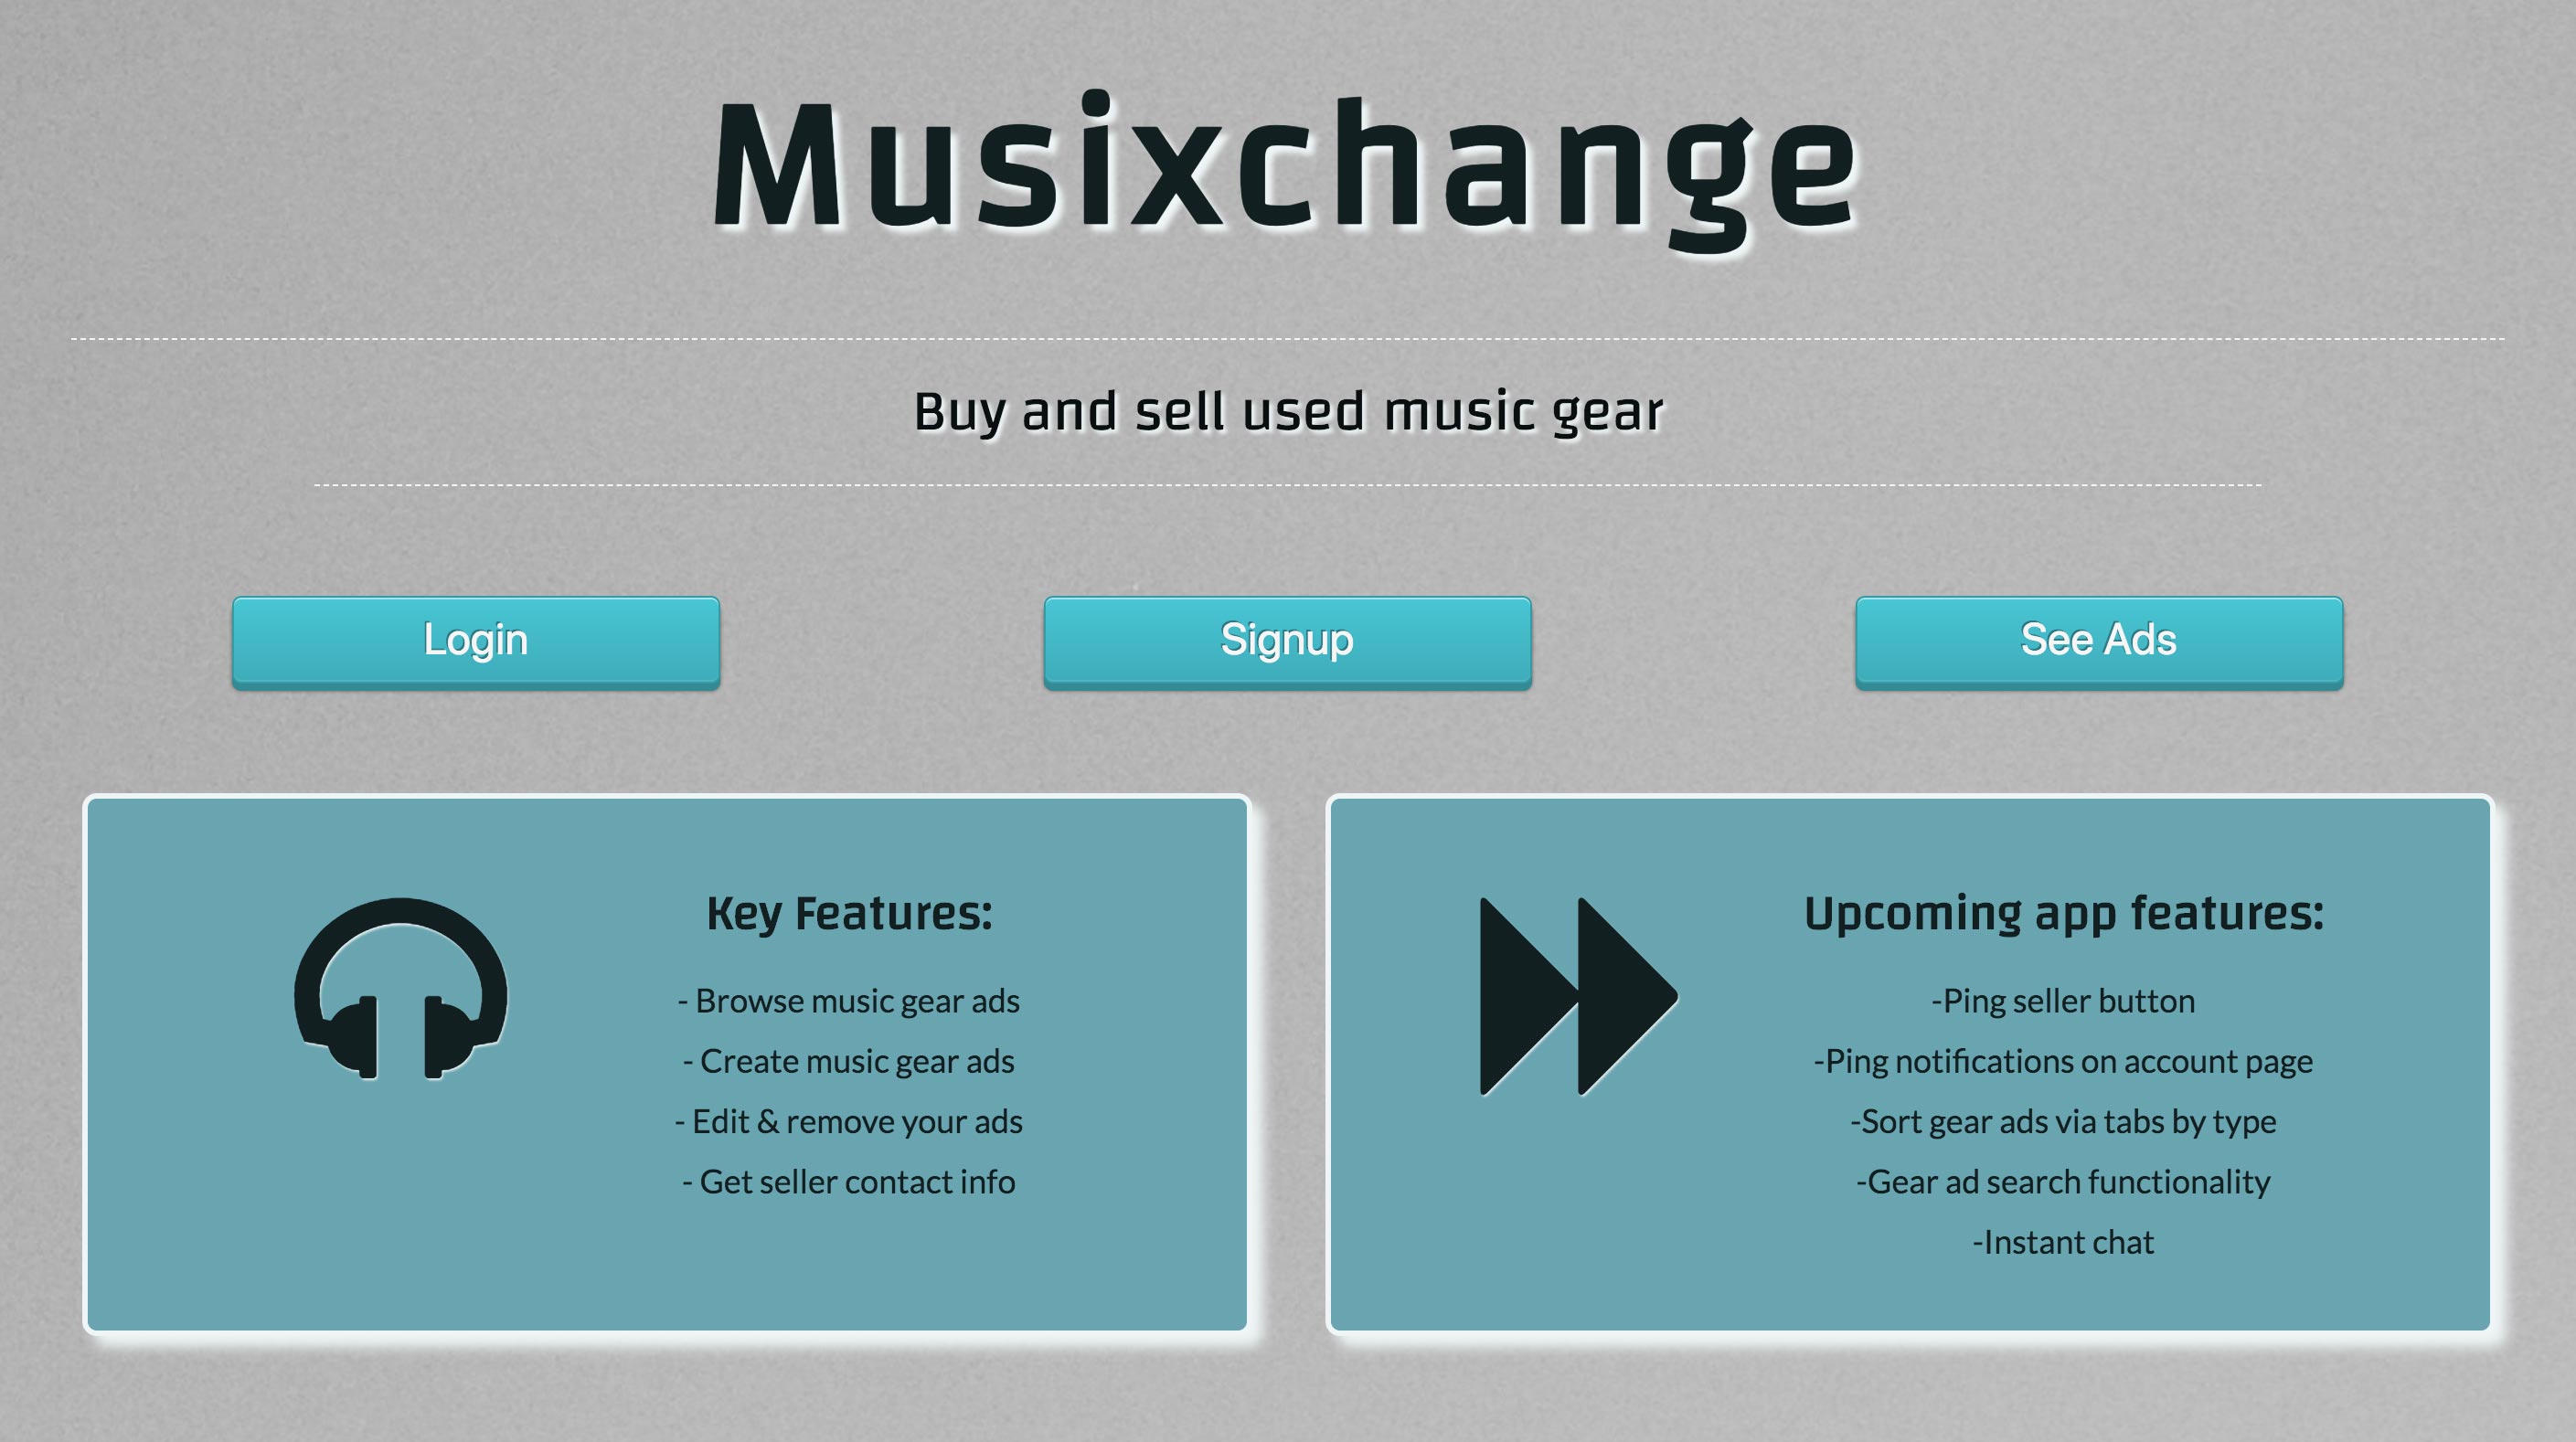 Musixchange
Buy and sell used music gear
Login
Signup
See Ads
Key Features:
- Browse music gear ads
- Create music gear ads
- Edit & remove your ads
- Get seller contact info
Upcoming app features:
-Ping seller button
-Ping notifications on account page
-Sort gear ads via tabs by type
-Gear ad search functionality
-Instant chat